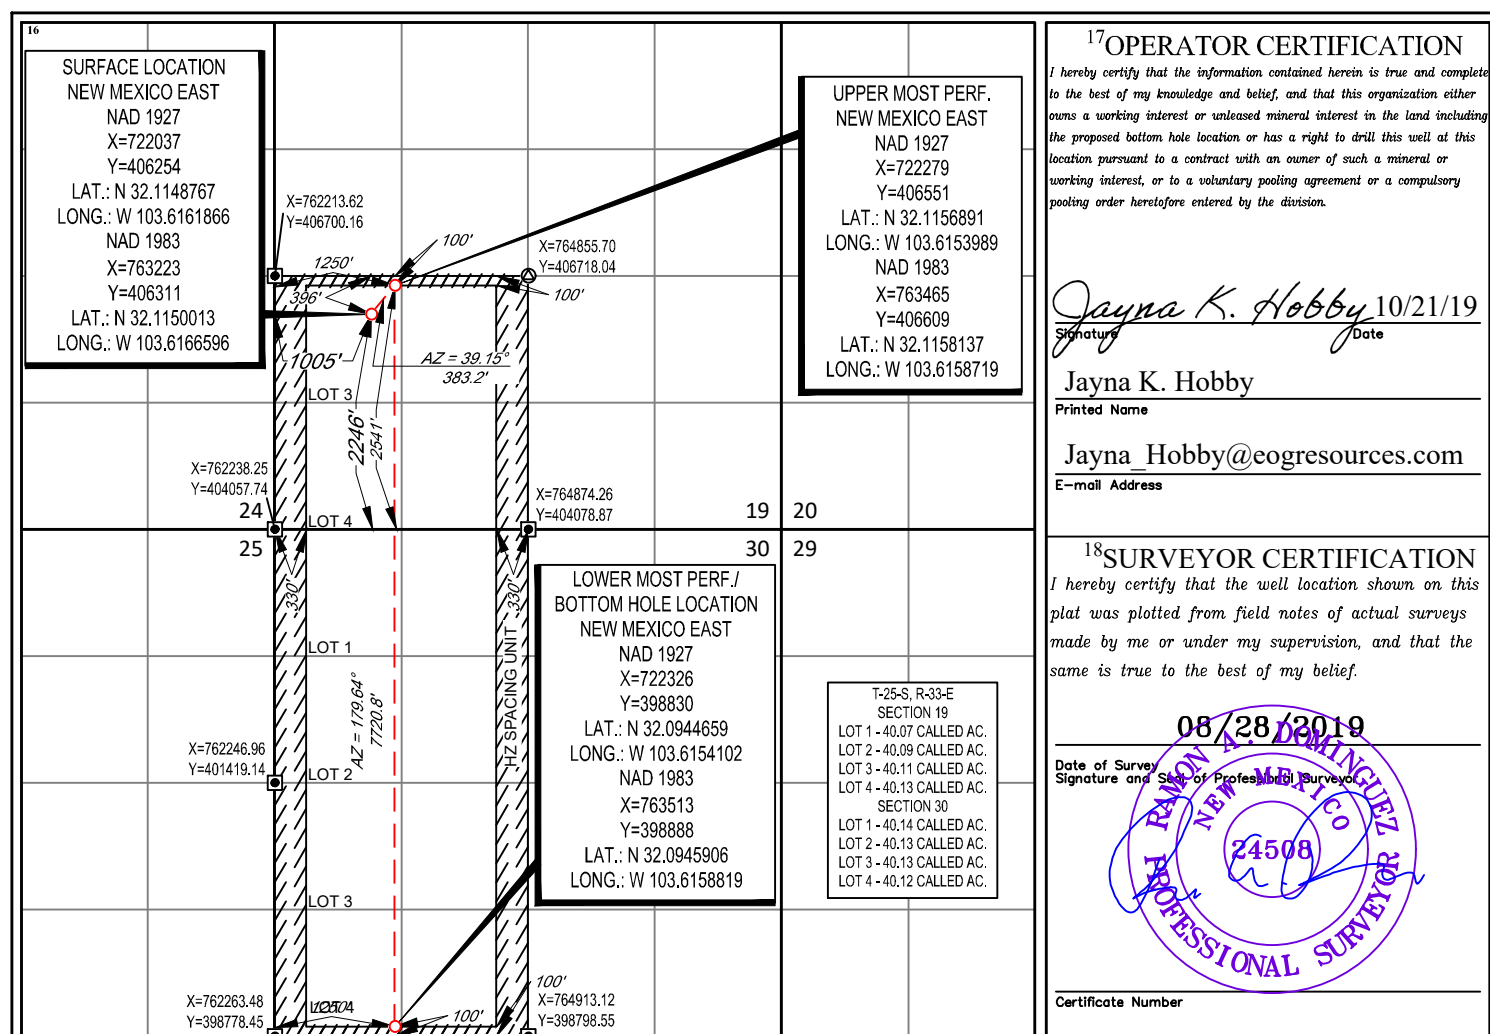 16
SURFACE LOCATION
NEW MEXICO EAST
NAD 1927
X=722037
Y=406254
LAT.: N 32.1148767
LONG.: W 103.6161866
NAD 1983
X=763223
Y=406311
LAT.: N 32.1150013
LONG.: W 103.6166596
UPPER MOST PERF.
NEW MEXICO EAST
NAD 1927
X=722279
Y=406551
LAT.: N 32.1156891
LONG.: W 103.6153989
NAD 1983
X=763465
Y=406609
LAT.: N 32.1158137
LONG.: W 103.6158719
X=762213.62
Y=406700.16
X=764855.70
Y=406718.04
100'
1250'
396'
100'
1005'
AZ = 39.15°
383.2'
LOT 3
2246'
2541'
X=762238.25
Y=404057.74
X=764874.26
Y=404078.87
24
LOT 4
19
20
25
30
29
330'
330'
LOWER MOST PERF./
BOTTOM HOLE LOCATION
NEW MEXICO EAST
NAD 1927
X=722326
Y=398830
LAT.: N 32.0944659
LONG.: W 103.6154102
NAD 1983
X=763513
Y=398888
LAT.: N 32.0945906
LONG.: W 103.6158819
LOT 1
HZ SPACING UNIT
AZ = 179.64°
7720.8'
X=762246.96
Y=401419.14
LOT 2
T-25-S, R-33-E
SECTION 19
LOT 1 - 40.07 CALLED AC.
LOT 2 - 40.09 CALLED AC.
LOT 3 - 40.11 CALLED AC.
LOT 4 - 40.13 CALLED AC.
SECTION 30
LOT 1 - 40.14 CALLED AC.
LOT 2 - 40.13 CALLED AC.
LOT 3 - 40.13 CALLED AC.
LOT 4 - 40.12 CALLED AC.
LOT 3
X=762263.48
Y=398778.45
LOT 4
1250'
100'
100'
X=764913.12
Y=398798.55
17OPERATOR CERTIFICATION
I hereby certify that the information contained herein is true and complete
to the best of my knowledge and belief, and that this organization either
owns a working interest or unleased mineral interest in the land including
the proposed bottom hole location or has a right to drill this well at this
location pursuant to a contract with an owner of such a mineral or
working interest, or to a voluntary pooling agreement or a compulsory
pooling order heretofore entered by the division.
Jayna K. Hobby 10/21/19
Signature Date
Jayna K. Hobby
Printed Name
Jayna_Hobby@eogresources.com
E-mail Address
18SURVEYOR CERTIFICATION
I hereby certify that the well location shown on this
plat was plotted from field notes of actual surveys
made by me or under my supervision, and that the
same is true to the best of my belief.
08/28/2019
Date of Survey
Signature and Seal of Professional Surveyor
RAMON A. DOMINGUEZ
NEW MEXICO
24508
PROFESSIONAL SURVEYOR
Certificate Number